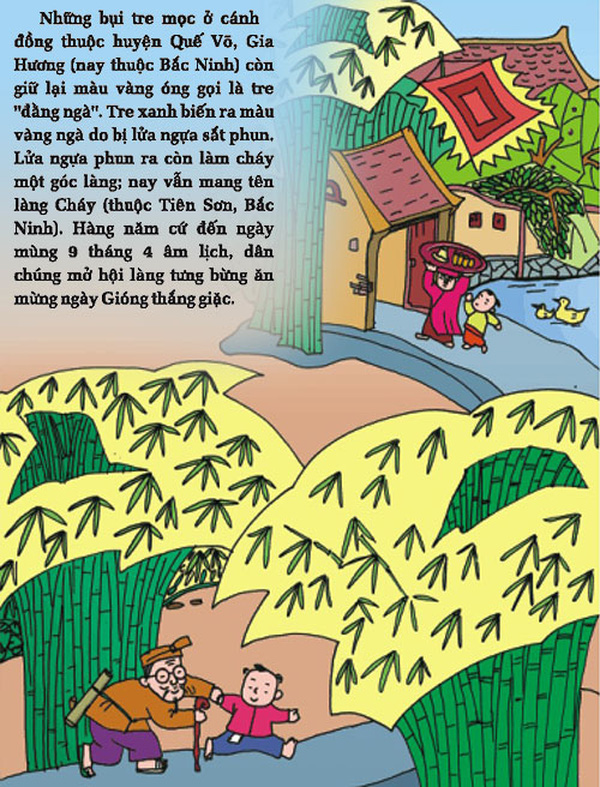 Những bụi tre mọc ở cánh
đồng thuộc huyện Quế Võ, Gia
Hương (nay thuộc Bắc Ninh) còn
giữ lại màu vàng óng gọi là tre
"đằng ngà". Tre xanh biến ra màu
vàng ngà do bị lửa ngựa sắt phun.
Lửa ngựa phun ra còn làm cháy
một góc làng; nay vẫn mang tên
làng Cháy (thuộc Tiên Sơn, Bắc
Ninh). Hàng năm cứ đến ngày
mùng 9 tháng 4 âm lịch, dân
chúng mở hội làng tưng bừng ăn
mừng ngày Gióng thắng giặc.